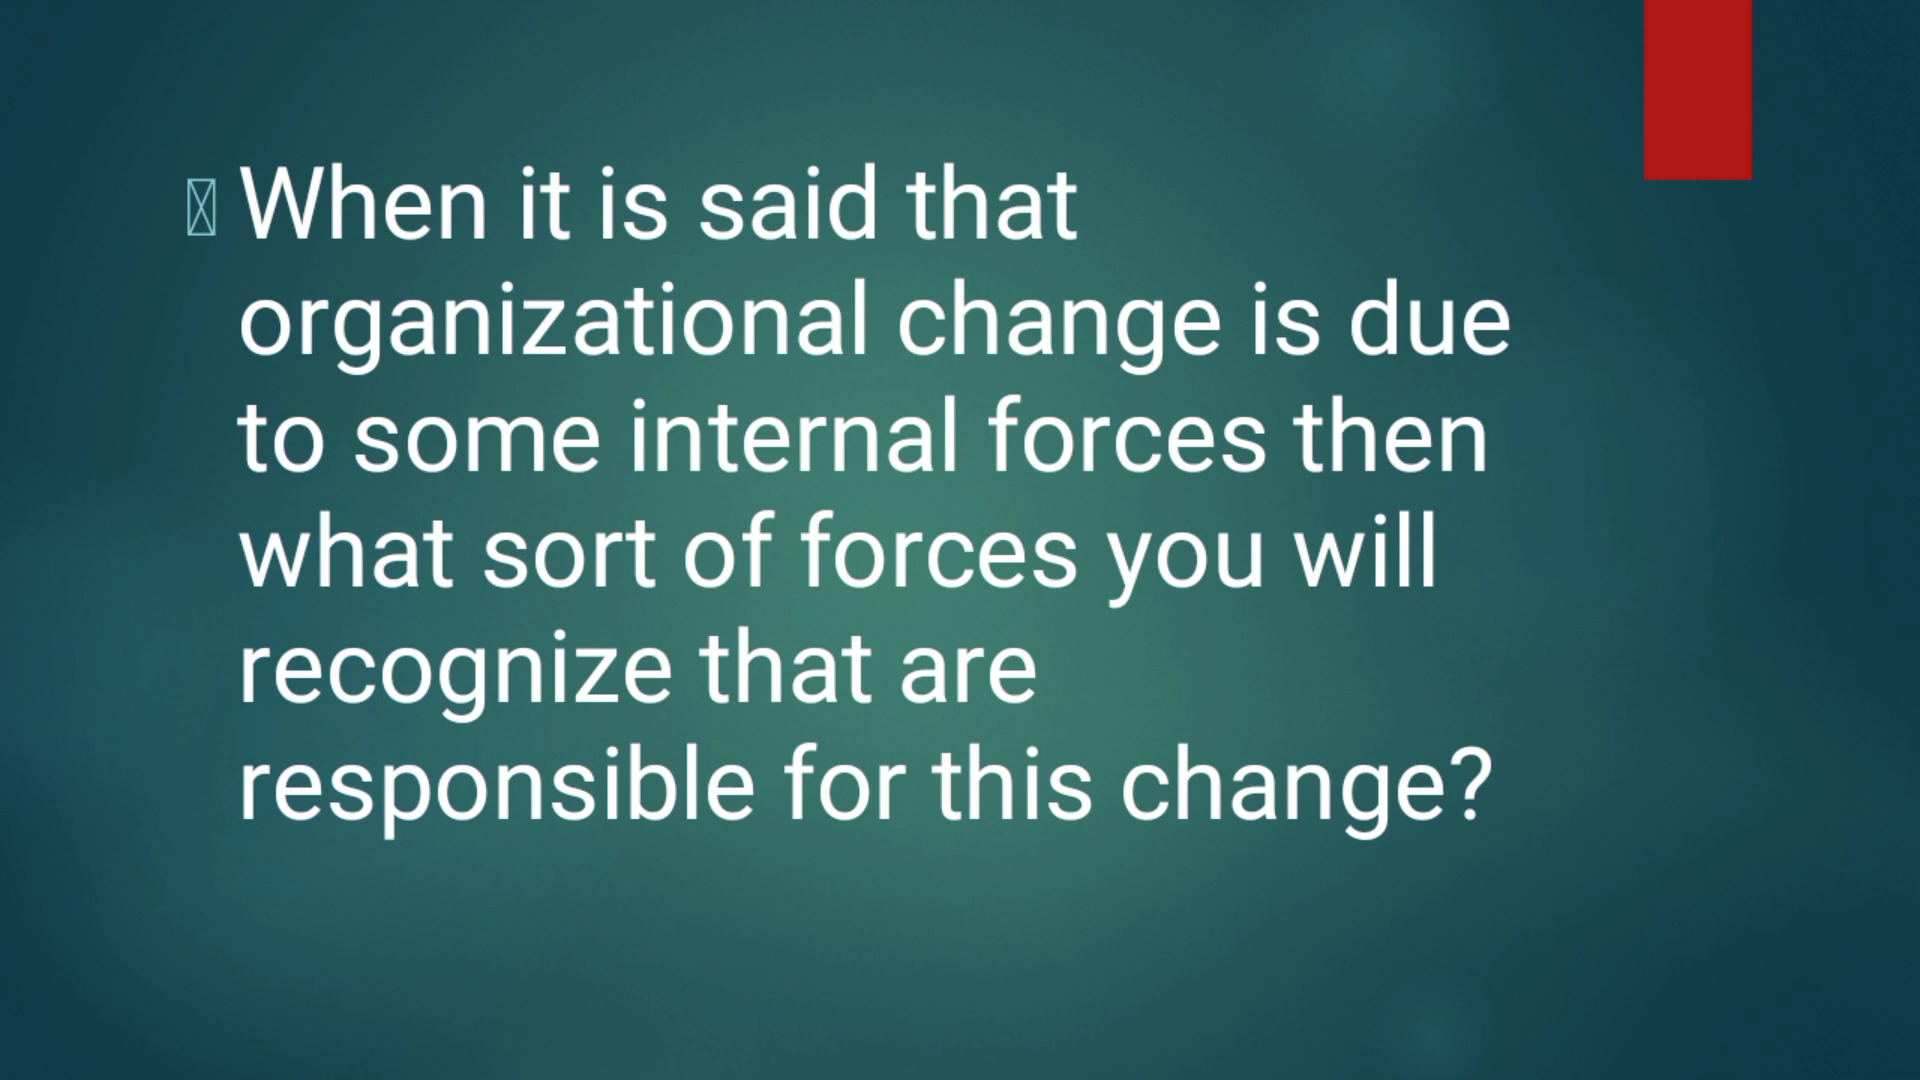 When it is said that
organizational change is due
to some internal forces then
what sort of forces you will
recognize that are
responsible for this change?